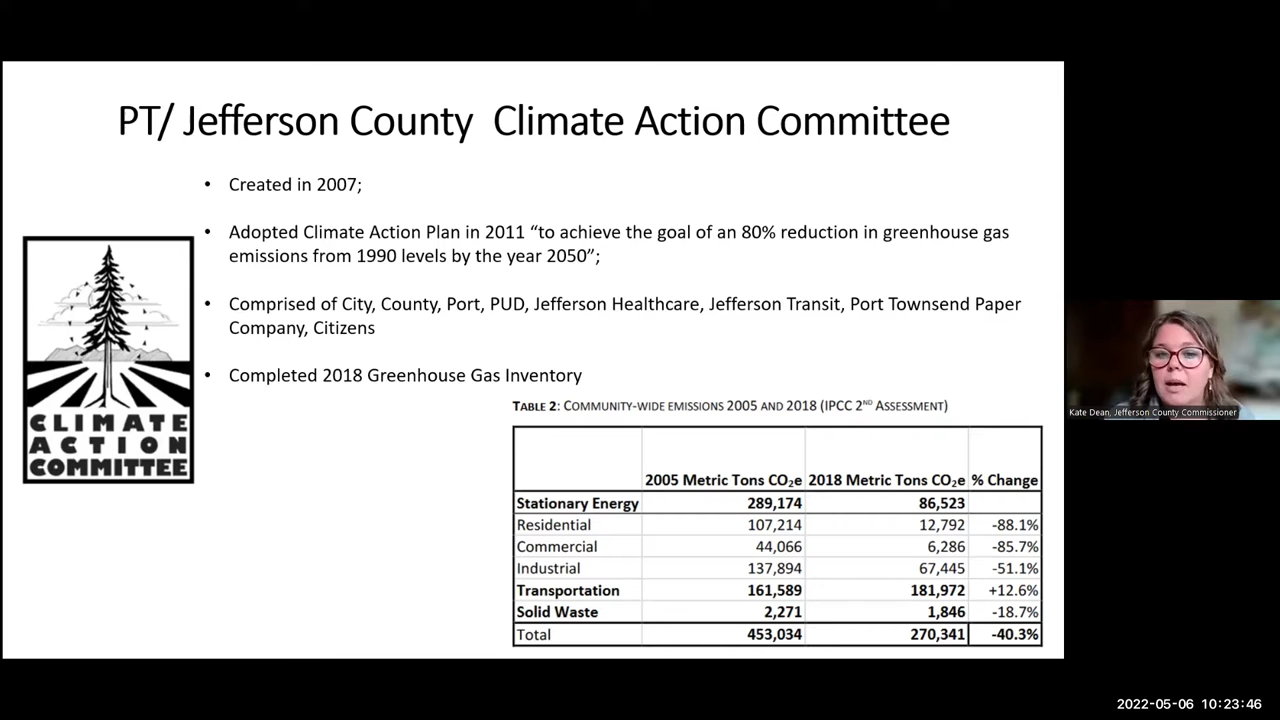 PT/ Jefferson County  Climate Action Committee
• Created in 2007;
• Adopted Climate Action Plan in 2011 “to achieve the goal of an 80% reduction in greenhouse gas
emissions from 1990 levels by the year 2050”;
• Comprised of City, County, Port, PUD, Jefferson Healthcare, Jefferson Transit, Port Townsend Paper
Company, Citizens
• Completed 2018 Greenhouse Gas Inventory
CLIMATE
ACTION
COMMITTEE
TABLE 2: COMMUNITY-WIDE EMISSIONS 2005 AND 2018 (IPCC 2ND ASSESSMENT)
2005 Metric Tons CO₂e 2018 Metric Tons CO₂e % Change
Stationary Energy 289,174 86,523
Residential 107,214 12,792 -88.1%
Commercial 44,066 6,286 -85.7%
Industrial 137,894 67,445 -51.1%
Transportation 161,589 181,972 +12.6%
Solid Waste 2,271 1,846 -18.7%
Total 453,034 270,341 -40.3%
Kate Dean, Jefferson County Commissioner
2022-05-06 10:23:46